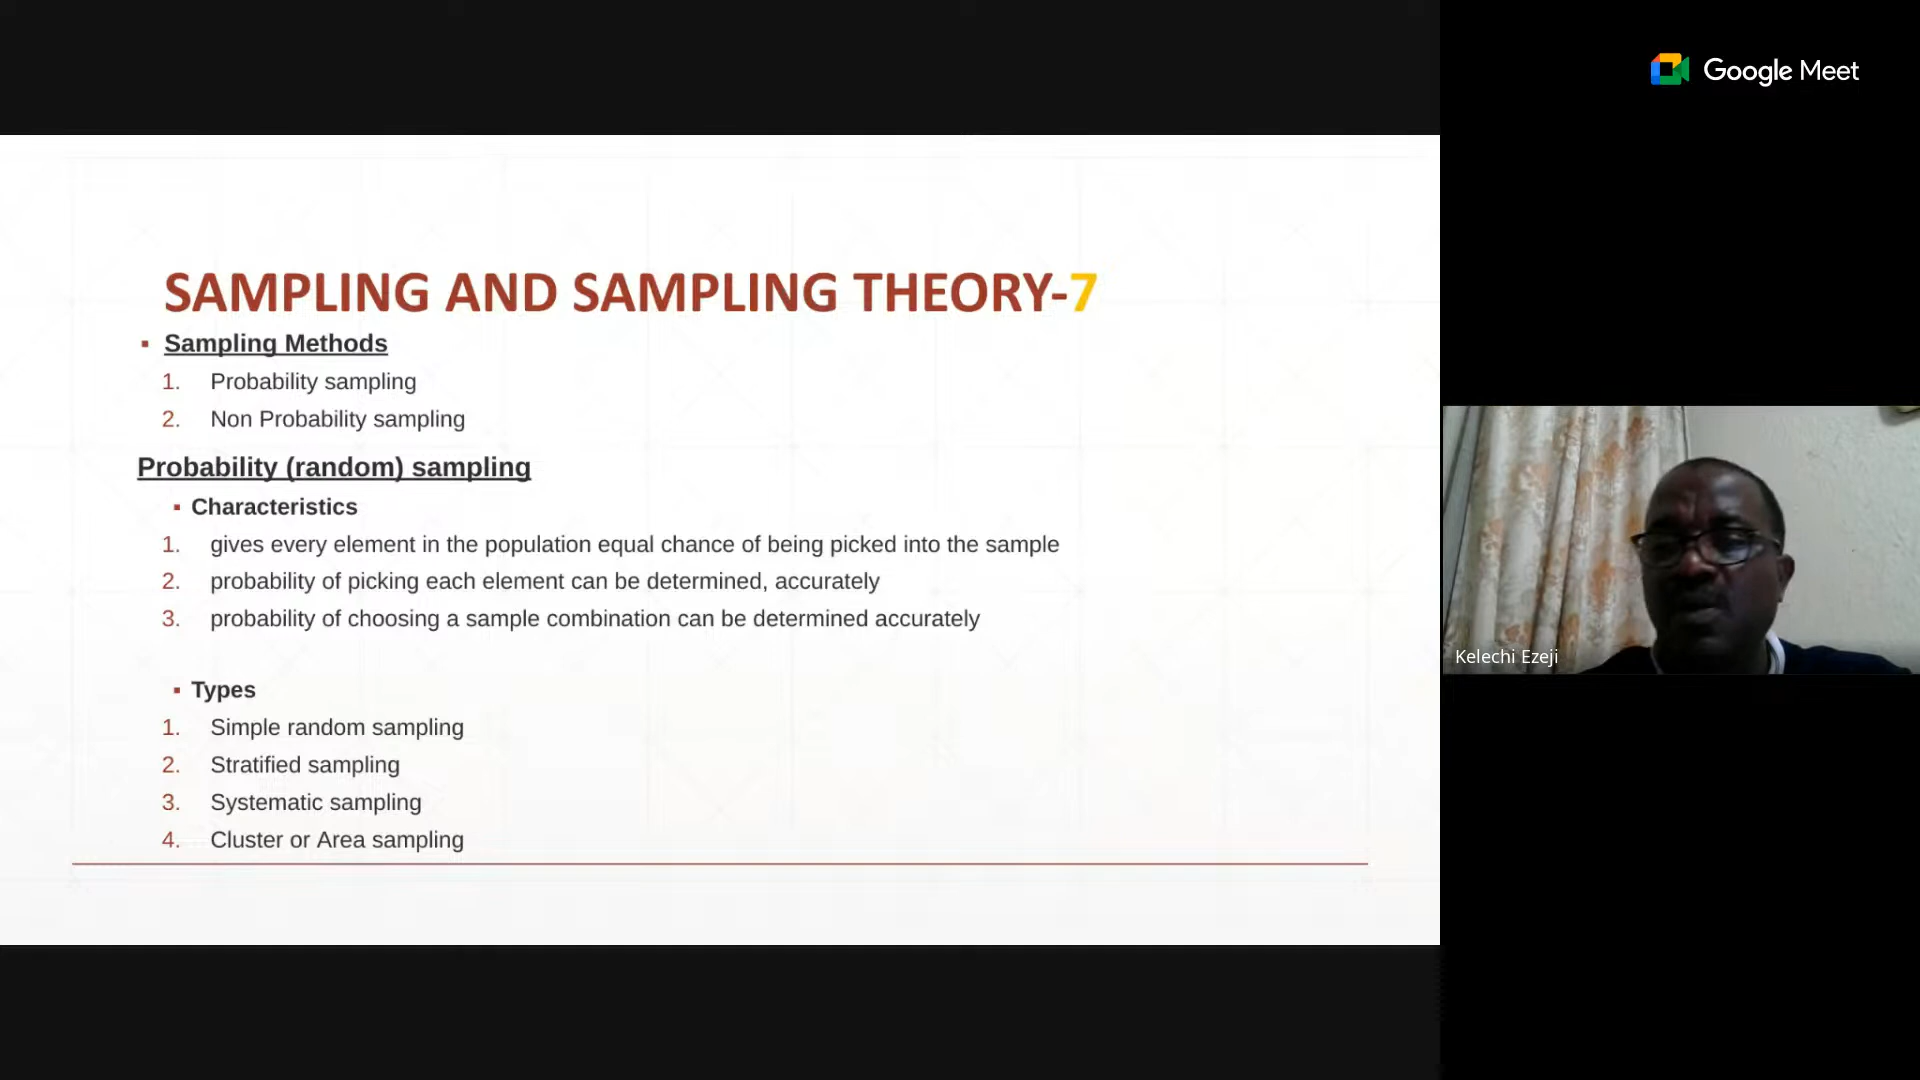 Google Meet
SAMPLING AND SAMPLING THEORY-7
▪ Sampling Methods
1. Probability sampling
2. Non Probability sampling
Probability (random) sampling
▪ Characteristics
1. gives every element in the population equal chance of being picked into the sample
2. probability of picking each element can be determined, accurately
3. probability of choosing a sample combination can be determined accurately
▪ Types
1. Simple random sampling
2. Stratified sampling
3. Systematic sampling
4. Cluster or Area sampling
Kelechi Ezeji